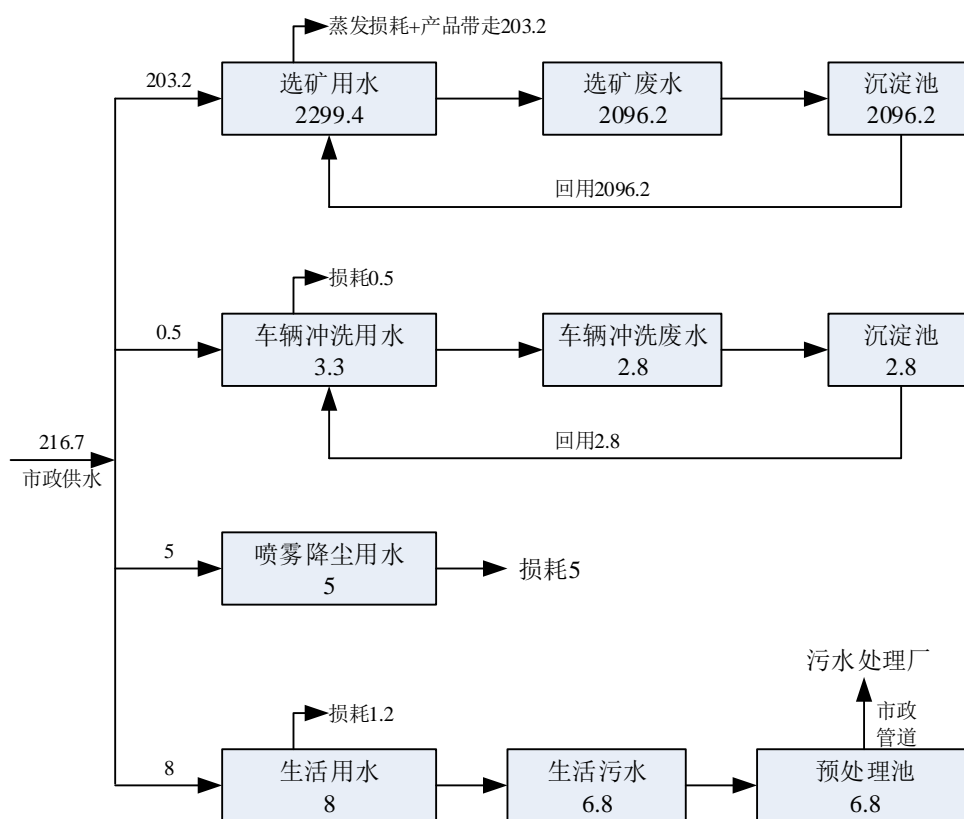 蒸发损耗+产品带走203.2
203.2
选矿用水
2299.4
选矿废水
2096.2
沉淀池
2096.2
回用2096.2
损耗0.5
0.5
车辆冲洗用水
3.3
车辆冲洗废水
2.8
沉淀池
2.8
回用2.8
216.7
市政供水
5
喷雾降尘用水
5
损耗5
污水处理厂
市政
管道
损耗1.2
8
生活用水
8
生活污水
6.8
预处理池
6.8